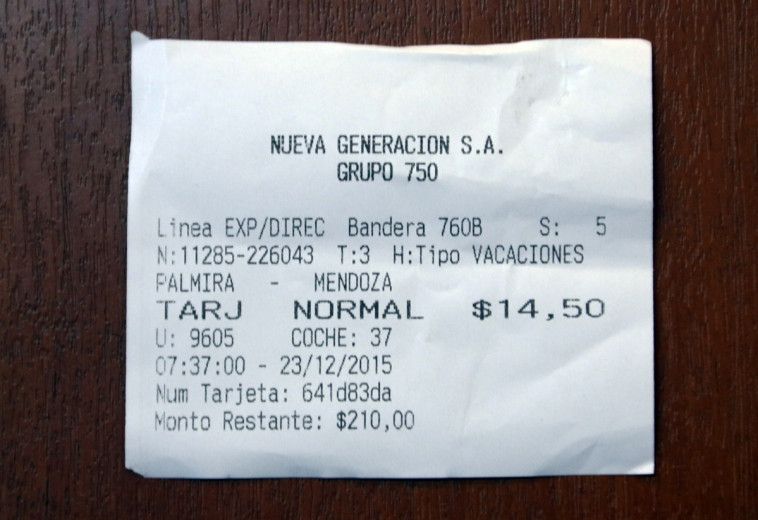 NUEVA GENERACION S.A.
GRUPO 750
Linea EXP/DIREC Bandera 760B S: 5
N:11285-226043 T:3 H:Tipo VACACIONES
PALMIRA - MENDOZA
TARJ NORMAL $14,50
U: 9605 COCHE: 37
07:37:00 - 23/12/2015
Num Tarjeta: 641d83da
Monto Restante: $210,00